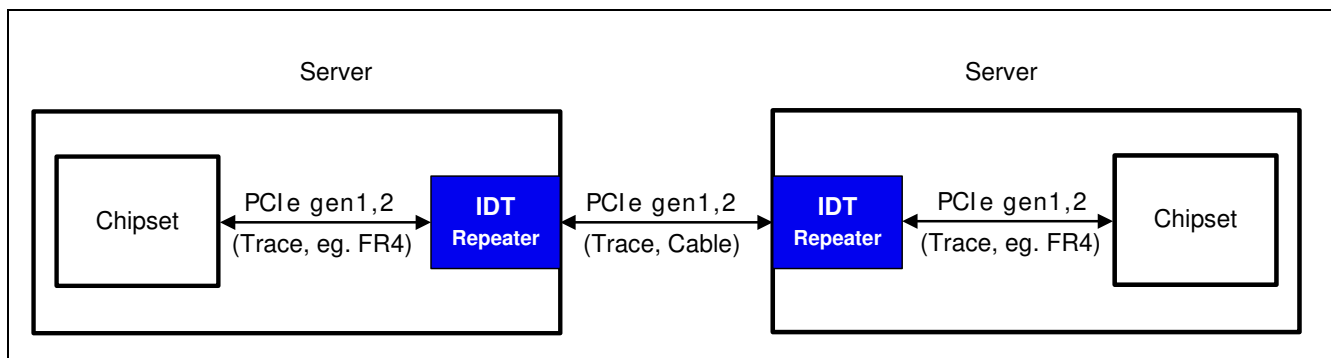 Server
Server
Chipset
PCIe gen1,2
(Trace, eg. FR4)
IDT
Repeater
PCIe gen1,2
(Trace, Cable)
IDT
Repeater
PCIe gen1,2
(Trace, eg. FR4)
Chipset